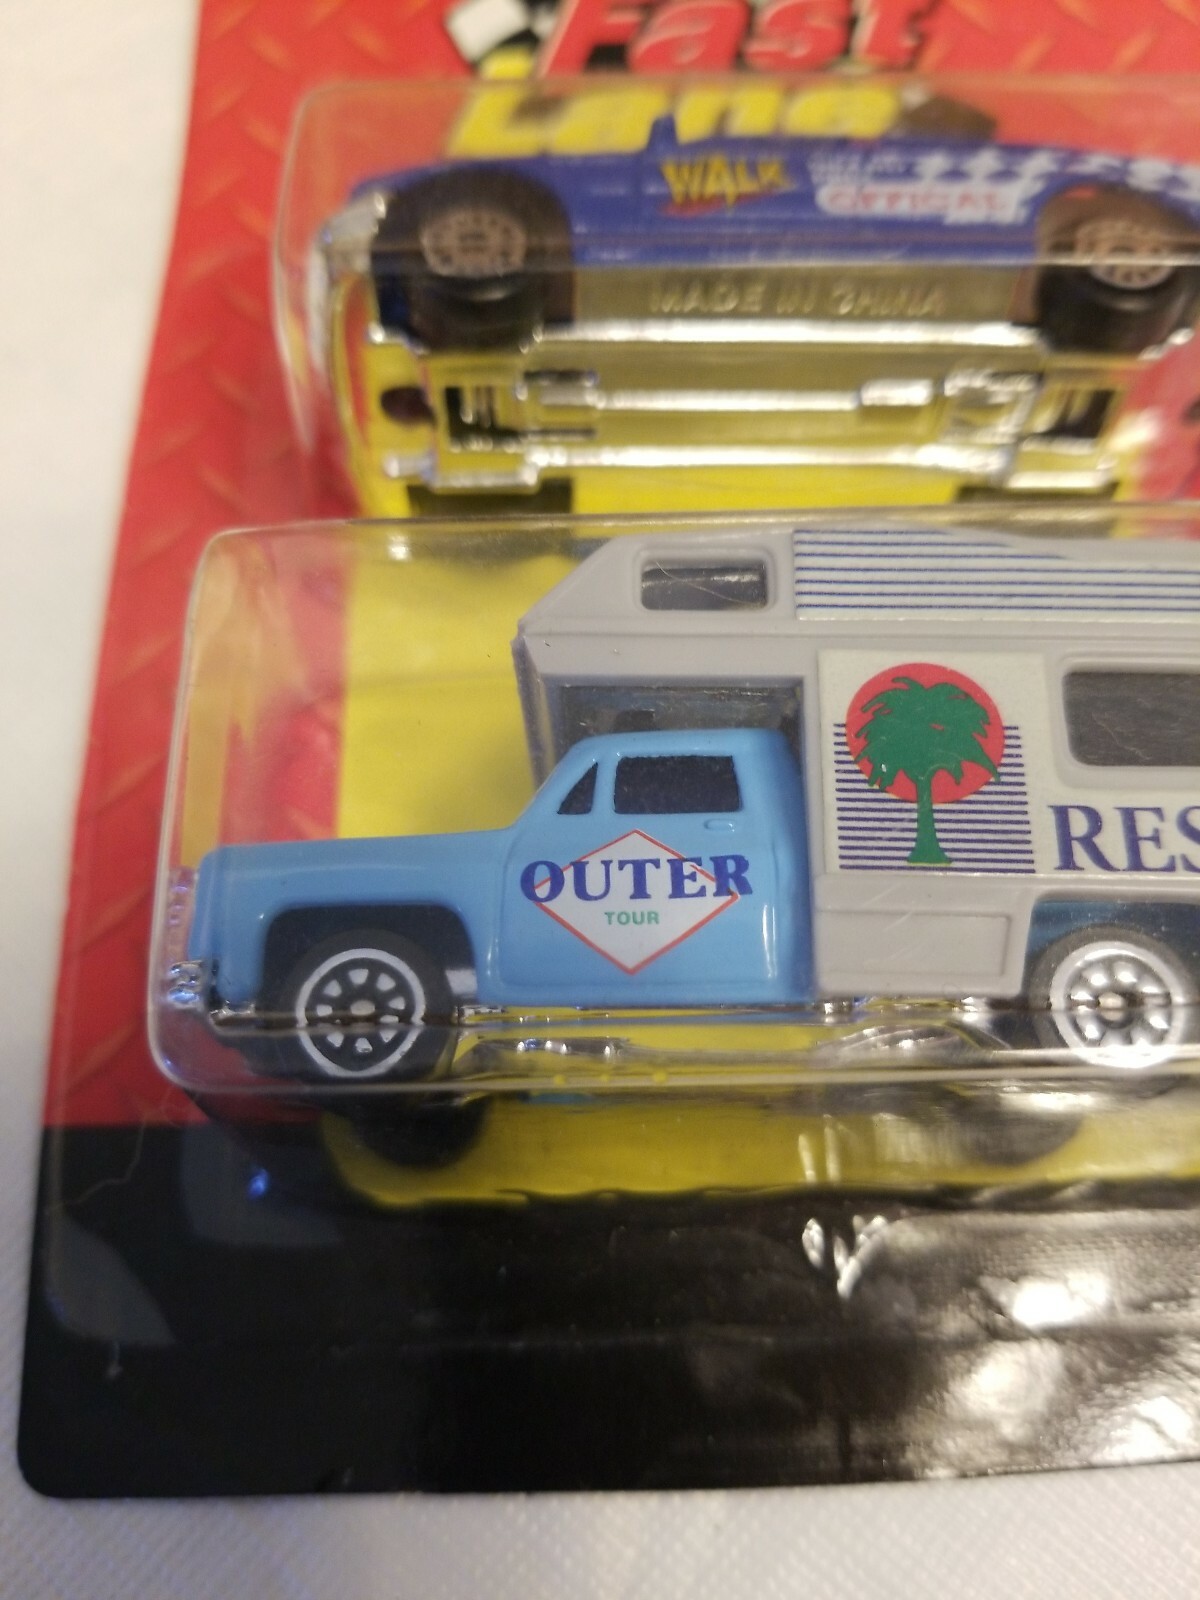 Fast
Lane
WALK
OFFICIAL
MADE IN CHINA
RES
OUTER
TOUR